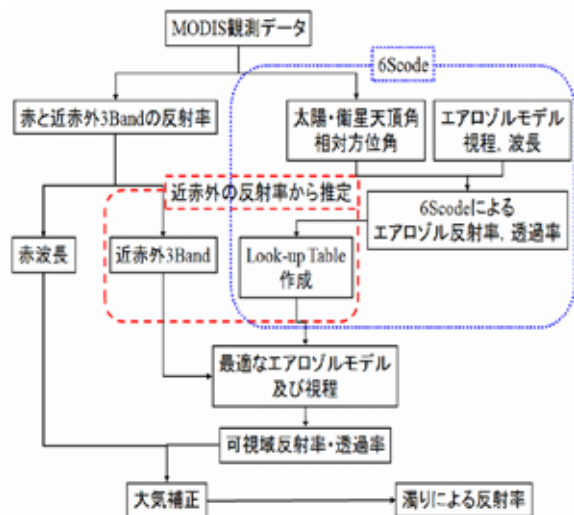 MODIS観測データ
6Scode
赤と近赤外3Bandの反射率
太陽・衛星天頂角
相対方位角
エアロゾルモデル
視程, 波長
近赤外の反射率から推定
6Scodeによる
エアロゾル反射率, 透過率
赤波長
近赤外3Band
Look-up Table
作成
最適なエアロゾルモデル
及び視程
可視域反射率・透過率
大気補正
濁りによる反射率